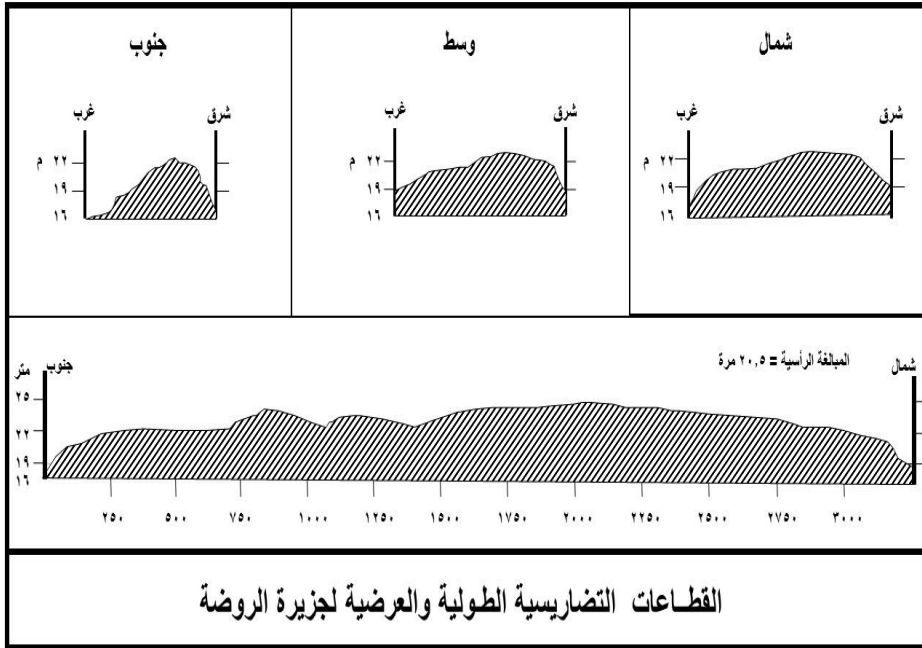 شمال
شرق
غرب
٢٢
١٩
١٦
وسط
شرق
غرب
٢٢
١٩
١٦
جنوب
شرق
غرب
م ٢٢
١٩
١٦
م
المبالغة الرأسية = ٢٠,٥ مرة
شمال
جنوب
متر
٢٥
٢٢
١٩
١٦
٢٥٠ ٥٠٠ ٧٥٠ ١٠٠٠ ١٢٥٠ ١٥٠٠ ١٧٥٠ ٢٠٠٠ ٢٢٥٠ ٢٥٠٠ ٢٧٥٠ ٣٠٠٠
القطاعات التضاريسية الطولية والعرضية لجزيرة الروضة